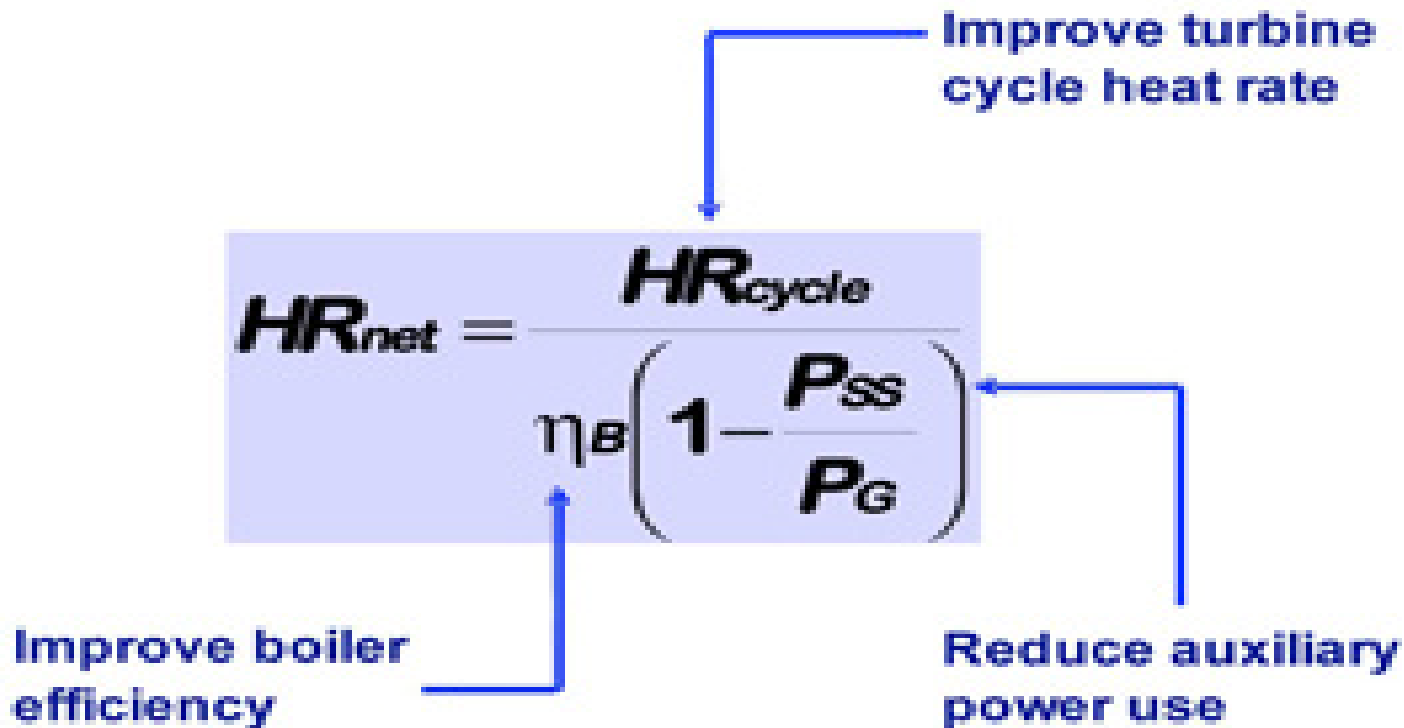 Improve turbine
cycle heat rate
HRnet = HRcycle / ηB(1 − PSS / PG)
Improve boiler
efficiency
Reduce auxiliary
power use